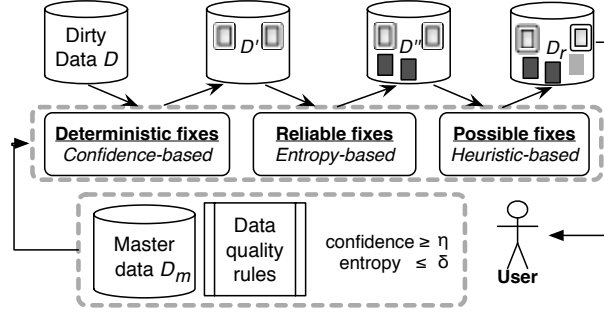 Dirty
Data D
D'
D''
Dr
Deterministic fixes
Confidence-based
Reliable fixes
Entropy-based
Possible fixes
Heuristic-based
Master
data Dm
Data
quality
rules
confidence ≥ η
entropy ≤ δ
User